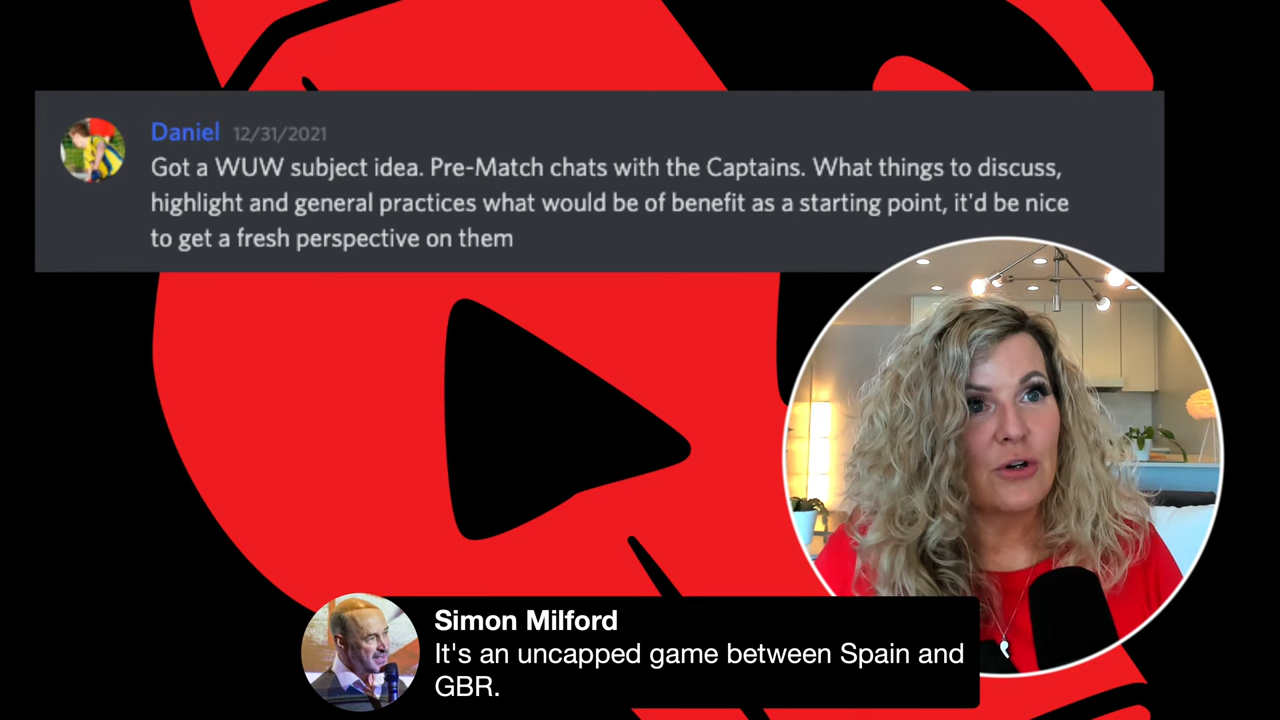 Daniel 12/31/2021
Got a WUW subject idea. Pre-Match chats with the Captains. What things to discuss,
highlight and general practices what would be of benefit as a starting point, it'd be nice
to get a fresh perspective on them
Simon Milford
It's an uncapped game between Spain and
GBR.